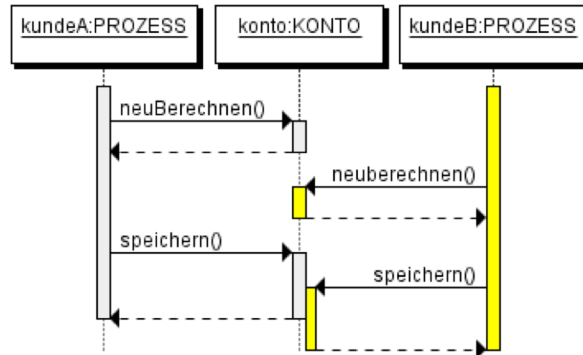 kundeA:PROZESS
konto:KONTO
kundeB:PROZESS
neuBerechnen()
neuberechnen()
speichern()
speichern()